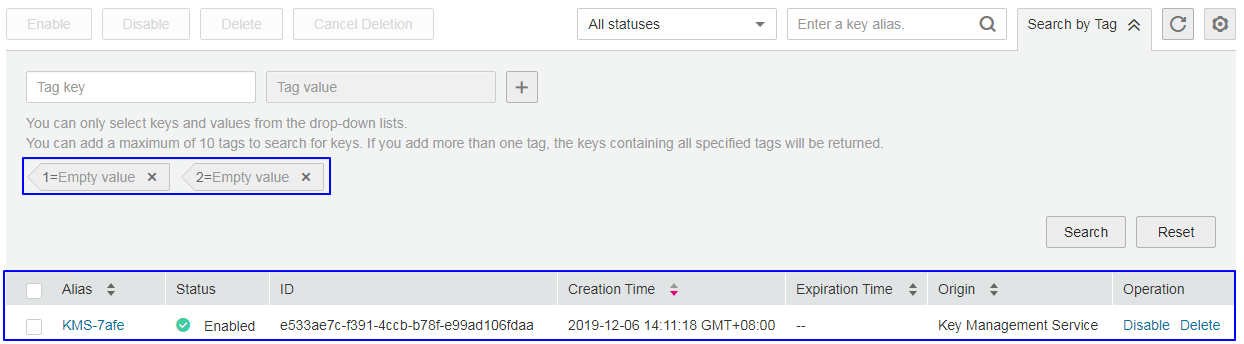 Enable Disable Delete Cancel Deletion All statuses Enter a key alias. Search by Tag
Tag key Tag value
You can only select keys and values from the drop-down lists.
You can add a maximum of 10 tags to search for keys. If you add more than one tag, the keys containing all specified tags will be returned.
1=Empty value 2=Empty value
Search Reset
Alias Status ID Creation Time Expiration Time Origin Operation
KMS-7afe Enabled e533ae7c-f391-4ccb-b78f-e99ad106fdaa 2019-12-06 14:11:18 GMT+08:00 -- Key Management Service Disable Delete